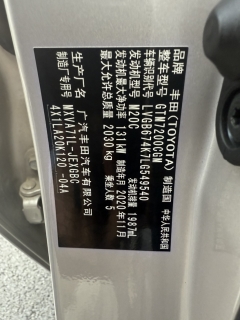 品牌 丰田(TOYOTA) 制造国 中华人民共和国
整车型号 GTM7200CGM
车辆识别代号 LVGB6674K7LG549540
发动机型号 M20C 发动机排量 1987mL
发动机最大净功率 131kW 制造年月 2020年11月
最大允许总质量 2030kg 乘坐人数 5
生产厂名 广汽丰田汽车有限公司
MXVA71L-JEXGBC
4X1LAX20K120 -04A